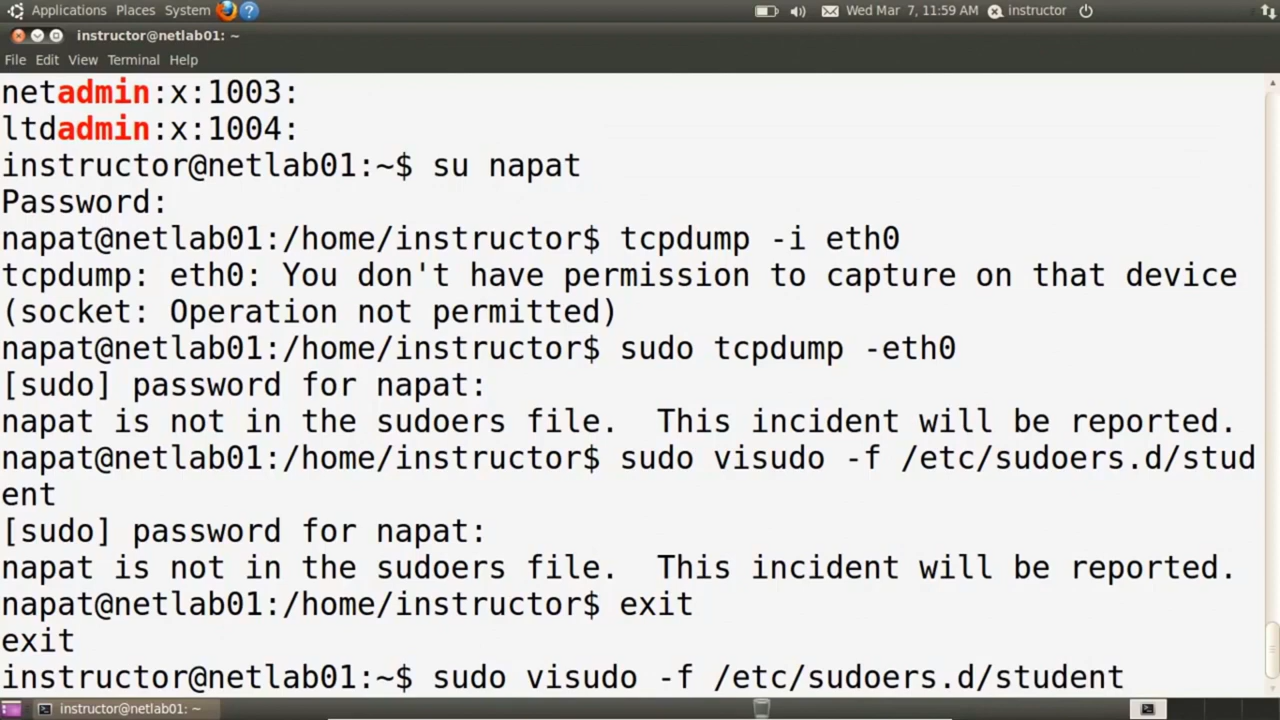 Applications Places System Wed Mar 7, 11:59 AM instructor
instructor@netlab01: ~
File Edit View Terminal Help
netadmin:x:1003:
ltdadmin:x:1004:
instructor@netlab01:~$ su napat
Password:
napat@netlab01:/home/instructor$ tcpdump -i eth0
tcpdump: eth0: You don't have permission to capture on that device
(socket: Operation not permitted)
napat@netlab01:/home/instructor$ sudo tcpdump -eth0
[sudo] password for napat:
napat is not in the sudoers file.  This incident will be reported.
napat@netlab01:/home/instructor$ sudo visudo -f /etc/sudoers.d/stud
ent
[sudo] password for napat:
napat is not in the sudoers file.  This incident will be reported.
napat@netlab01:/home/instructor$ exit
exit
instructor@netlab01:~$ sudo visudo -f /etc/sudoers.d/student
instructor@netlab01: ~